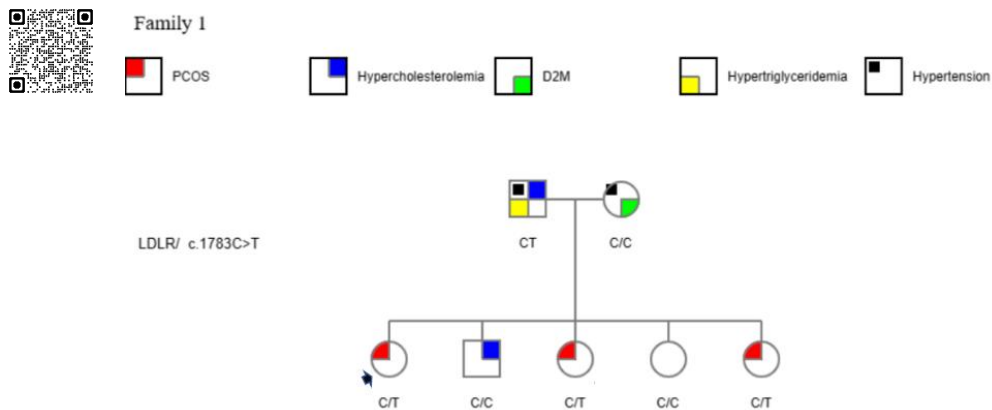 Family 1
PCOS
Hypercholesterolemia
D2M
Hypertriglyceridemia
Hypertension
LDLR/ c.1783C>T
CT
C/C
C/T
C/C
C/T
C/C
C/T